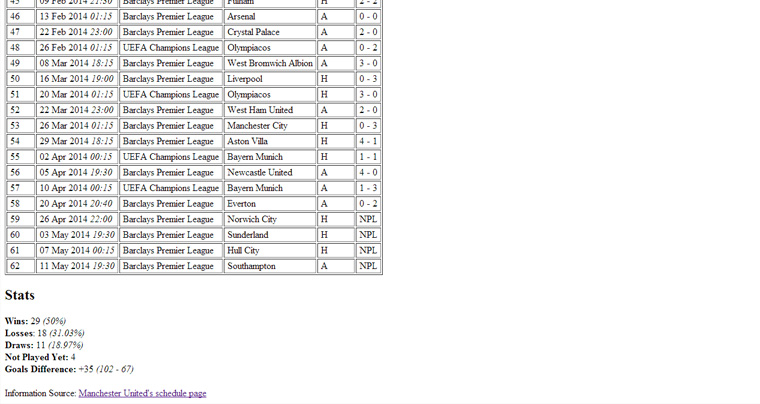 45 09 Feb 2014 21:30 Barclays Premier League Fulham H 2 - 2
46 13 Feb 2014 01:15 Barclays Premier League Arsenal A 0 - 0
47 22 Feb 2014 23:00 Barclays Premier League Crystal Palace A 2 - 0
48 26 Feb 2014 01:15 UEFA Champions League Olympiacos A 0 - 2
49 08 Mar 2014 18:15 Barclays Premier League West Bromwich Albion A 3 - 0
50 16 Mar 2014 19:00 Barclays Premier League Liverpool H 0 - 3
51 20 Mar 2014 01:15 UEFA Champions League Olympiacos H 3 - 0
52 22 Mar 2014 23:00 Barclays Premier League West Ham United A 2 - 0
53 26 Mar 2014 01:15 Barclays Premier League Manchester City H 0 - 3
54 29 Mar 2014 18:15 Barclays Premier League Aston Villa H 4 - 1
55 02 Apr 2014 00:15 UEFA Champions League Bayern Munich H 1 - 1
56 05 Apr 2014 19:30 Barclays Premier League Newcastle United A 4 - 0
57 10 Apr 2014 00:15 UEFA Champions League Bayern Munich A 1 - 3
58 20 Apr 2014 20:40 Barclays Premier League Everton A 0 - 2
59 26 Apr 2014 22:00 Barclays Premier League Norwich City H NPL
60 03 May 2014 19:30 Barclays Premier League Sunderland H NPL
61 07 May 2014 00:15 Barclays Premier League Hull City H NPL
62 11 May 2014 19:30 Barclays Premier League Southampton A NPL
Stats
Wins: 29 (50%)
Losses: 18 (31.03%)
Draws: 11 (18.97%)
Not Played Yet: 4
Goals Difference: +35 (102 - 67)
Information Source: Manchester United's schedule page